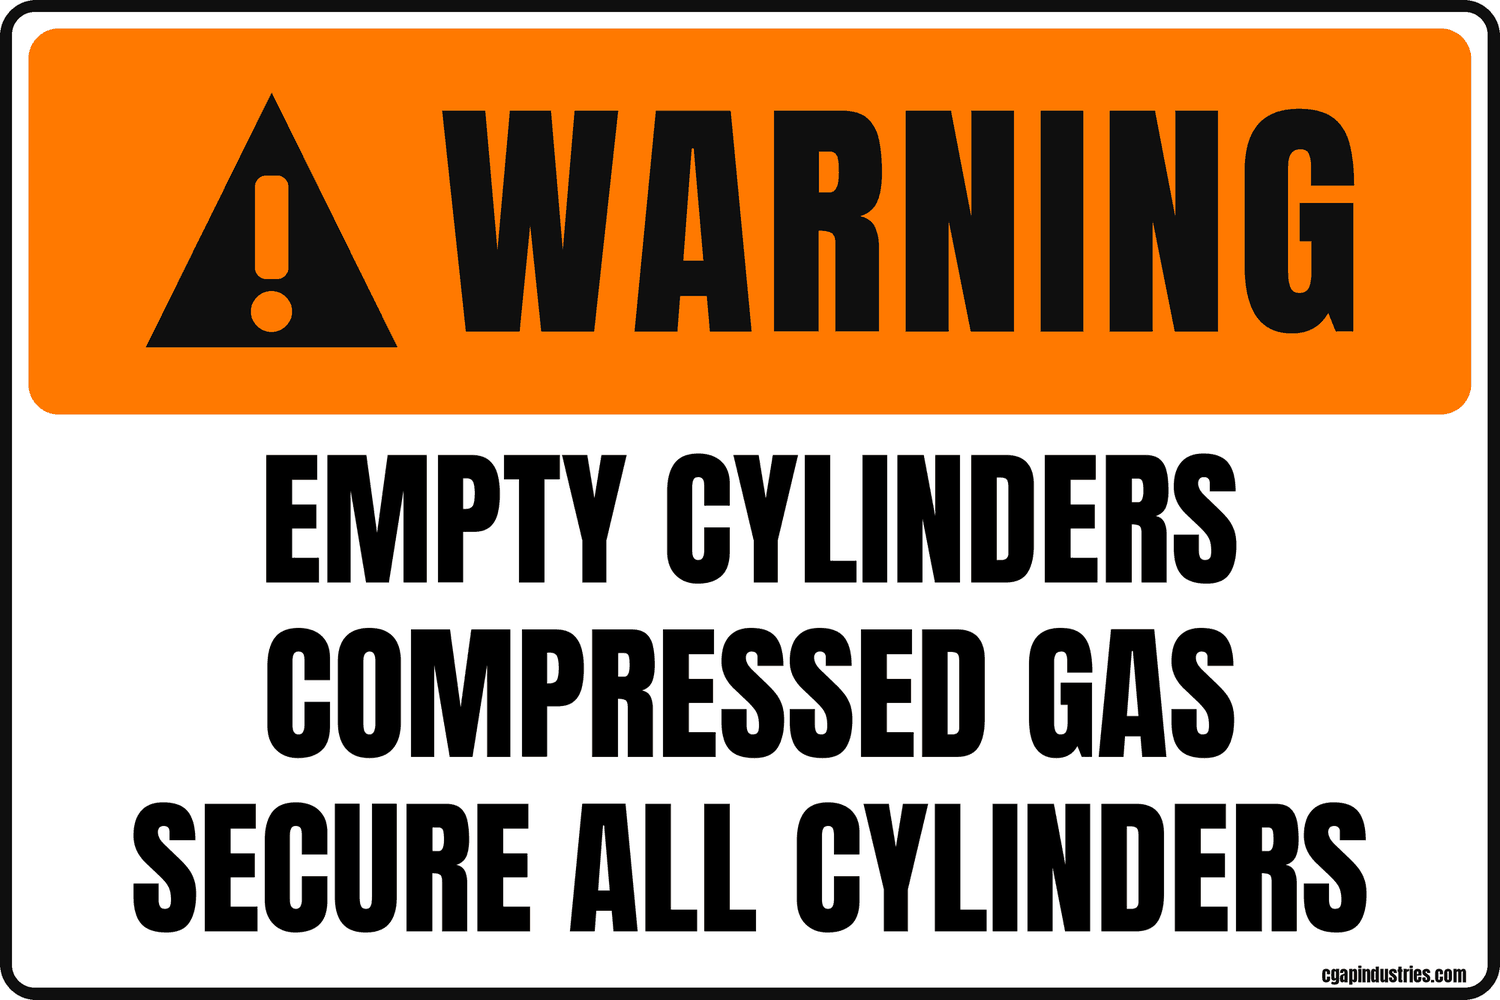 WARNING
EMPTY CYLINDERS
COMPRESSED GAS
SECURE ALL CYLINDERS
cgapindustries.com